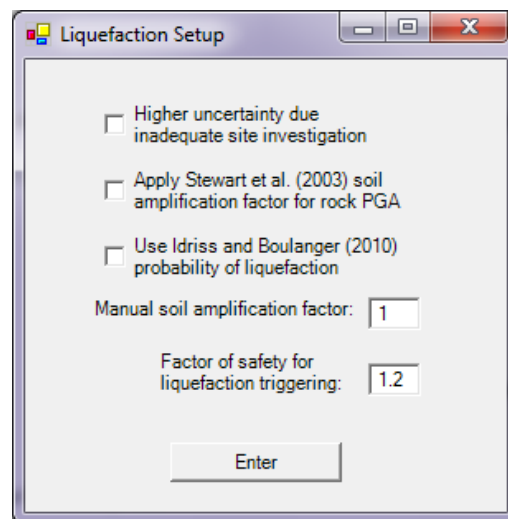 Liquefaction Setup
Higher uncertainty due
inadequate site investigation
Apply Stewart et al. (2003) soil
amplification factor for rock PGA
Use Idriss and Boulanger (2010)
probability of liquefaction
Manual soil amplification factor: 1
Factor of safety for
liquefaction triggering: 1.2
Enter